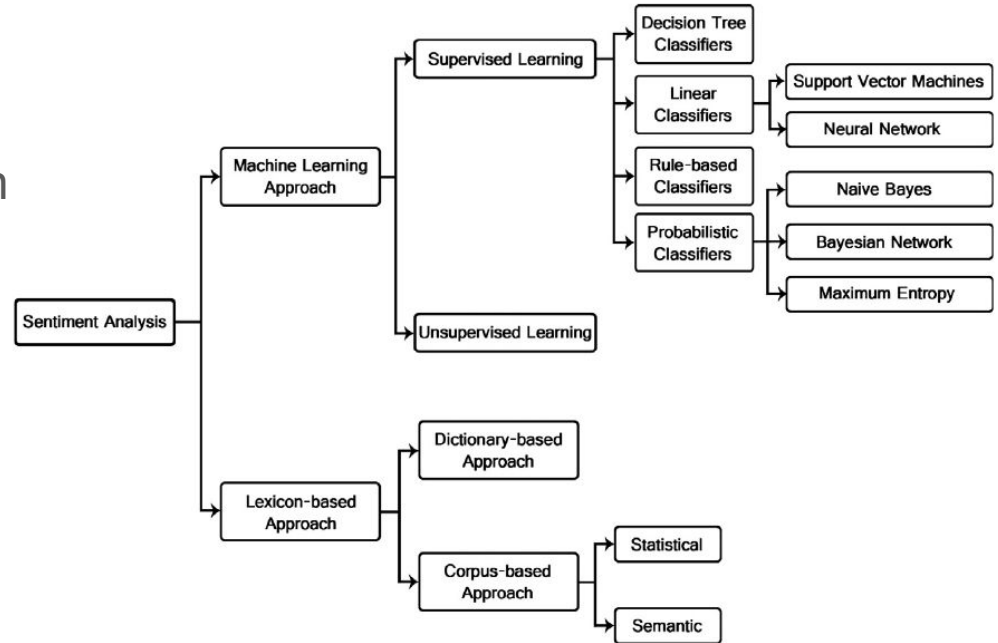 Decision Tree
Classifiers
Supervised Learning
Linear
Classifiers
Support Vector Machines
Neural Network
Machine Learning
Approach
Rule-based
Classifiers
Naive Bayes
Probabilistic
Classifiers
Bayesian Network
Maximum Entropy
Sentiment Analysis
Unsupervised Learning
Dictionary-based
Approach
Lexicon-based
Approach
Statistical
Corpus-based
Approach
Semantic